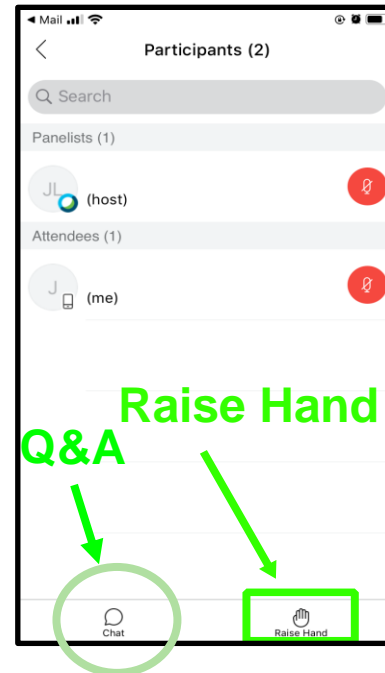 Mail
Participants (2)
Search
Panelists (1)
JL
(host)
Attendees (1)
J
(me)
Raise Hand
Q&A
Chat
Raise Hand